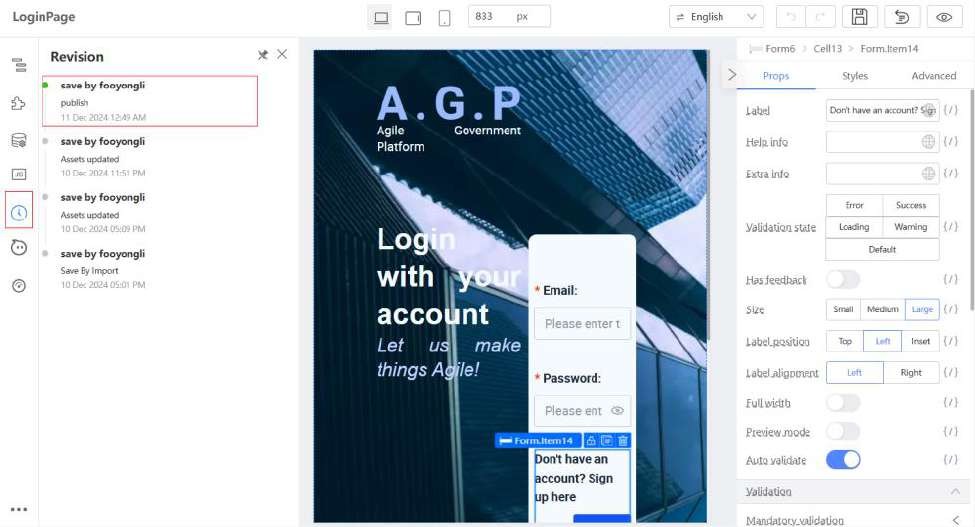 LoginPage
833 px
English
Revision
save by fooyongli
publish
11 Dec 2024 12:49 AM
save by fooyongli
Assets updated
10 Dec 2024 11:51 PM
save by fooyongli
Assets updated
10 Dec 2024 05:09 PM
save by fooyongli
Save By Import
10 Dec 2024 05:01 PM
A.G.P
Agile Government
Platform
Login
with your
account
Let us make
things Agile!
* Email:
Please enter t
* Password:
Please ent
Form.Item14
Don't have an
account? Sign
up here
Form6 > Cell13 > Form.Item14
Props Styles Advanced
Label Don't have an account? Sign {/}
Help info {/}
Extra info {/}
Error Success
Validation state Loading Warning {/}
Default
Has feedback {/}
Size Small Medium Large {/}
Label position Top Left Inset {/}
Label alignment Left Right {/}
Full width {/}
Preview mode {/}
Auto validate {/}
Validation
Mandatory validation